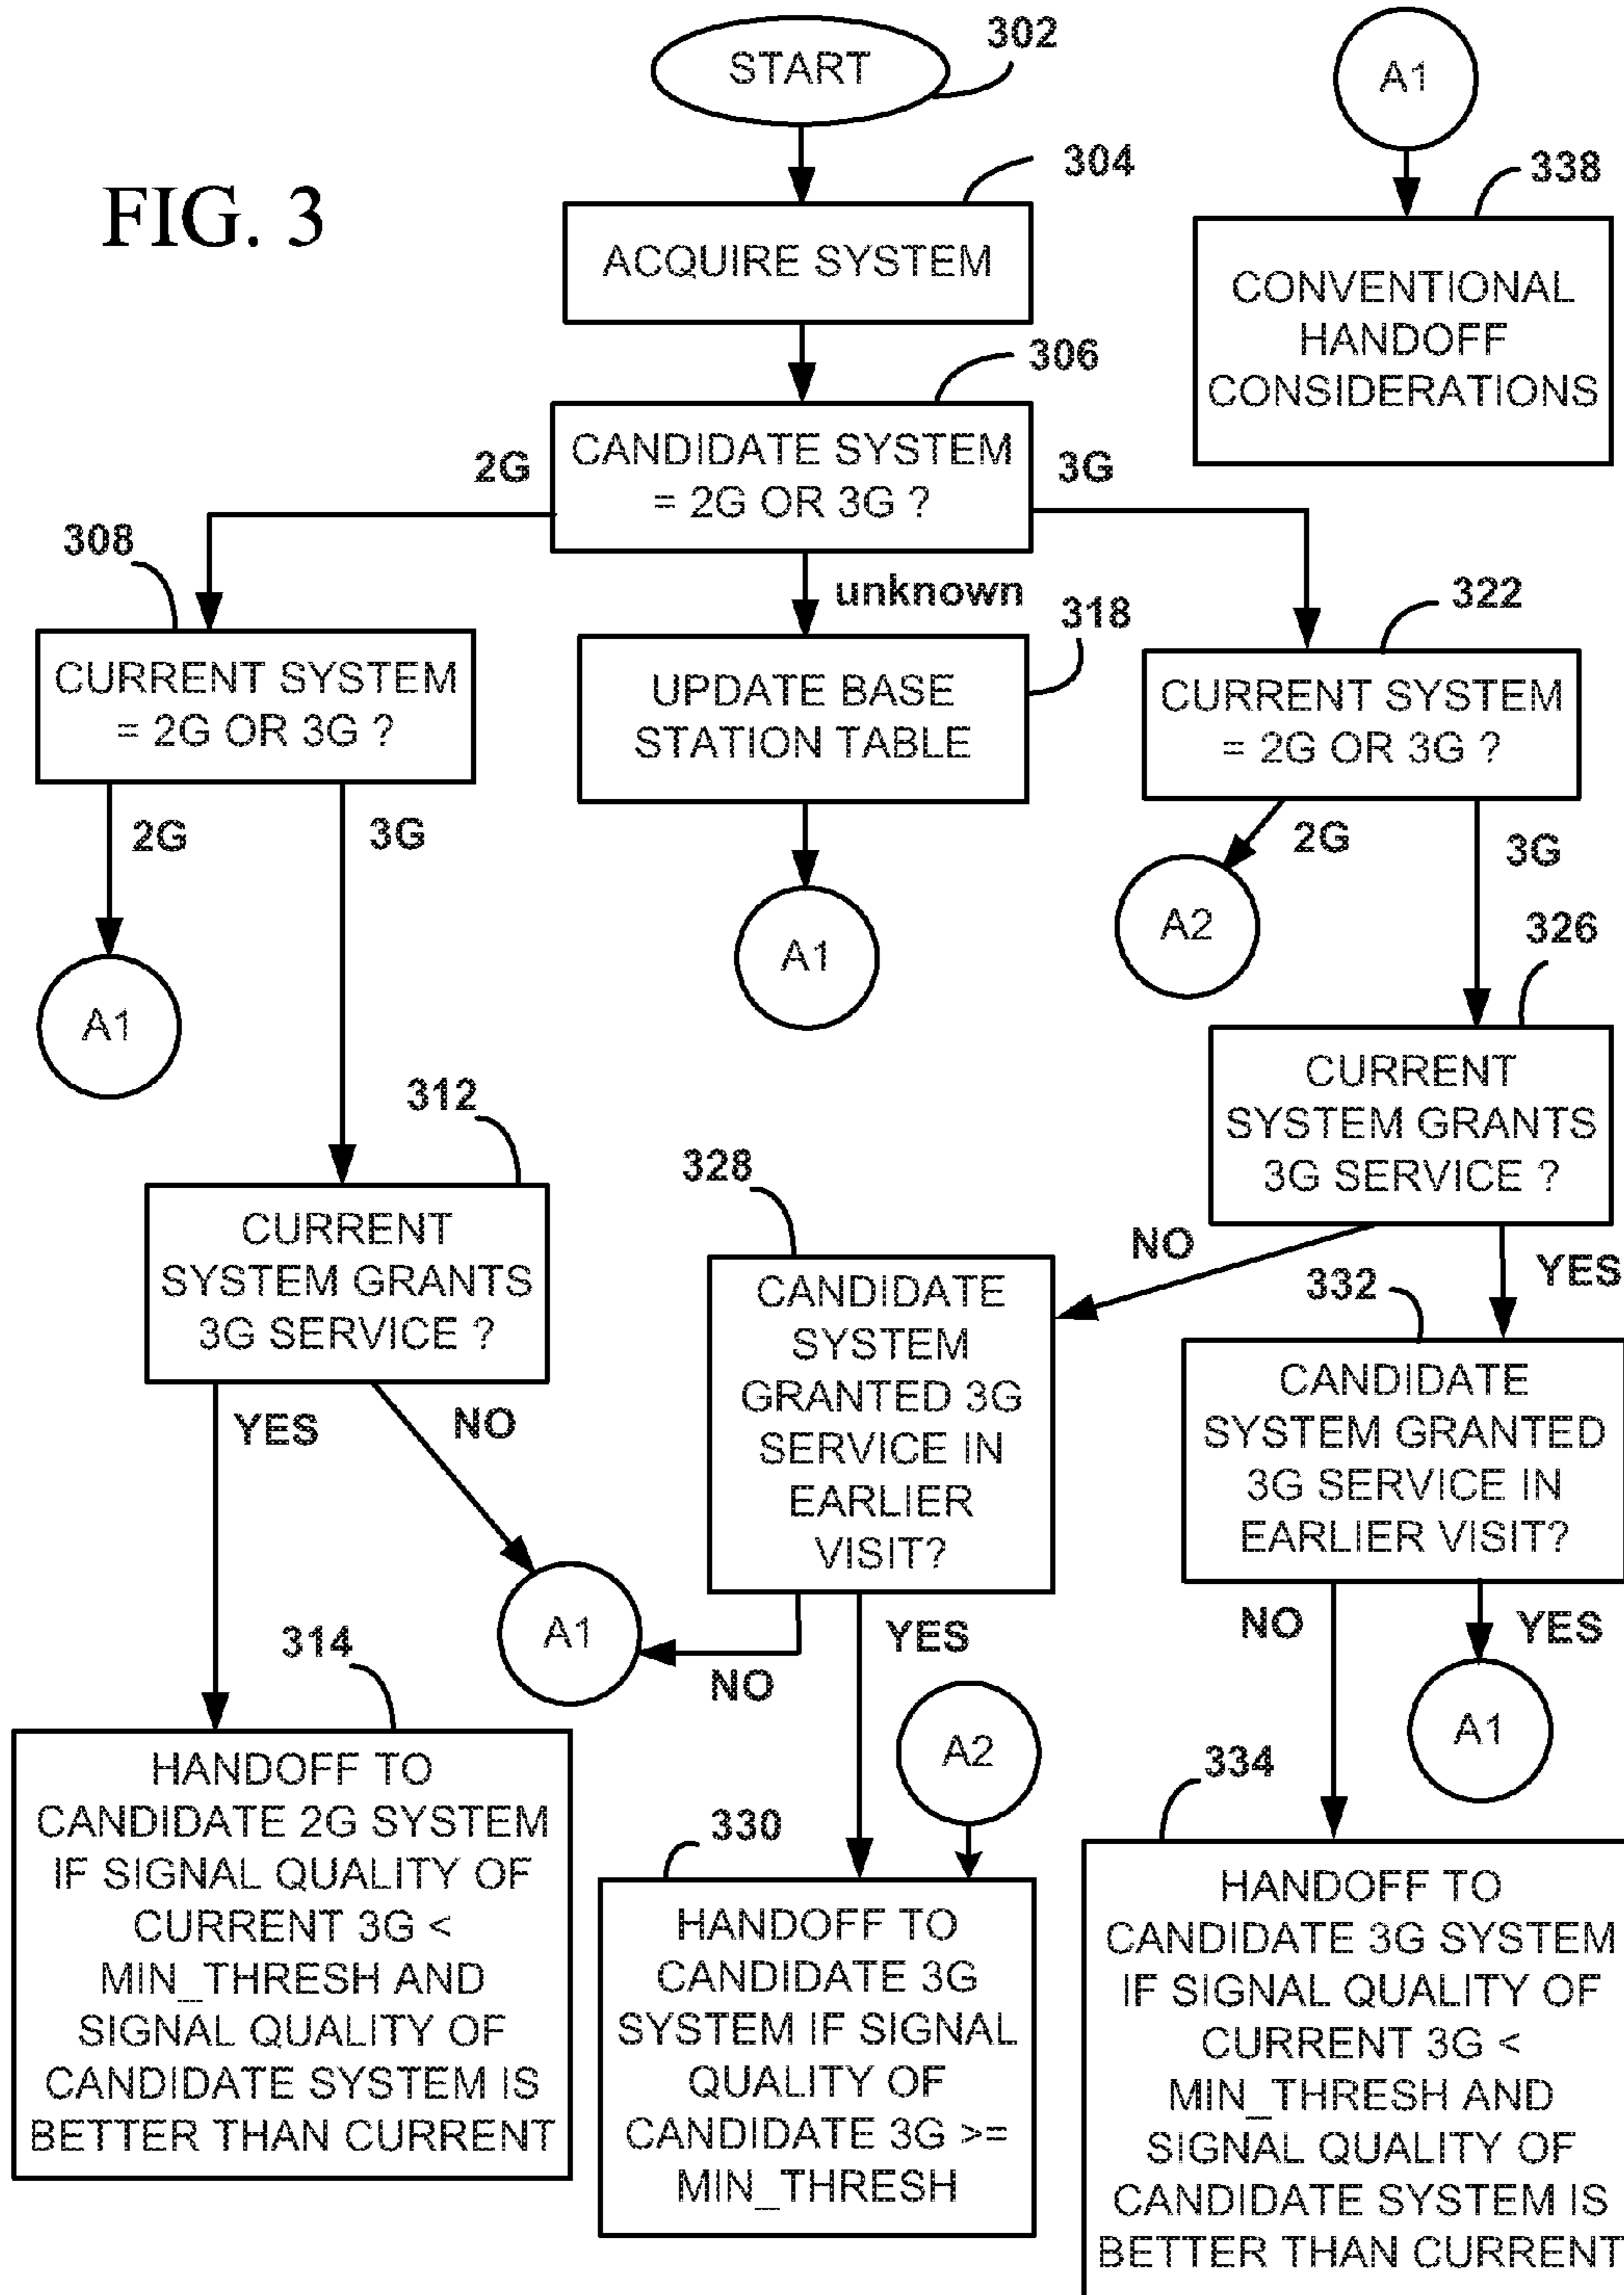 FIG. 3
302
START
A1
304
338
ACQUIRE SYSTEM
CONVENTIONAL
HANDOFF
CONSIDERATIONS
306
CANDIDATE SYSTEM
= 2G OR 3G ?
2G
3G
unknown
308
CURRENT SYSTEM
= 2G OR 3G ?
318
UPDATE BASE
STATION TABLE
322
CURRENT SYSTEM
= 2G OR 3G ?
2G
3G
2G
3G
A1
A1
A2
326
CURRENT
SYSTEM GRANTS
3G SERVICE ?
312
CURRENT
SYSTEM GRANTS
3G SERVICE ?
328
CANDIDATE
SYSTEM
GRANTED 3G
SERVICE IN
EARLIER
VISIT?
NO
YES
332
CANDIDATE
SYSTEM GRANTED
3G SERVICE IN
EARLIER VISIT?
YES
NO
A1
NO
YES
NO
YES
A2
A1
314
HANDOFF TO
CANDIDATE 2G SYSTEM
IF SIGNAL QUALITY OF
CURRENT 3G <
MIN_THRESH AND
SIGNAL QUALITY OF
CANDIDATE SYSTEM IS
BETTER THAN CURRENT
330
HANDOFF TO
CANDIDATE 3G
SYSTEM IF SIGNAL
QUALITY OF
CANDIDATE 3G >=
MIN_THRESH
334
HANDOFF TO
CANDIDATE 3G SYSTEM
IF SIGNAL QUALITY OF
CURRENT 3G <
MIN_THRESH AND
SIGNAL QUALITY OF
CANDIDATE SYSTEM IS
BETTER THAN CURRENT